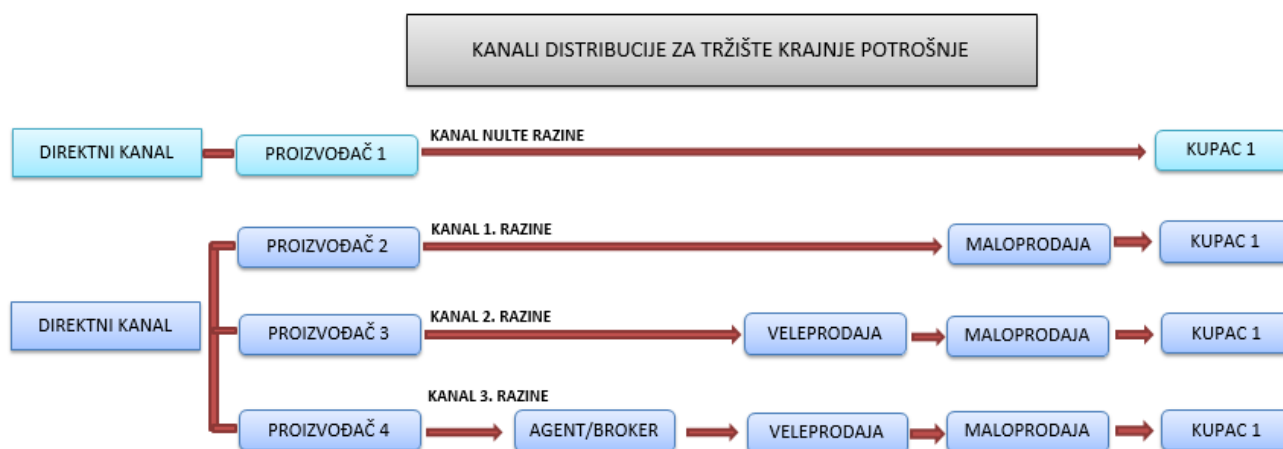 KANALI DISTRIBUCIJE ZA TRŽIŠTE KRAJNJE POTROŠNJE
KANAL NULTE RAZINE
DIREKTNI KANAL PROIZVOĐAČ 1 KUPAC 1
KANAL 1. RAZINE
PROIZVOĐAČ 2 MALOPRODAJA KUPAC 1
KANAL 2. RAZINE
DIREKTNI KANAL PROIZVOĐAČ 3 VELEPRODAJA MALOPRODAJA KUPAC 1
KANAL 3. RAZINE
PROIZVOĐAČ 4 AGENT/BROKER VELEPRODAJA MALOPRODAJA KUPAC 1